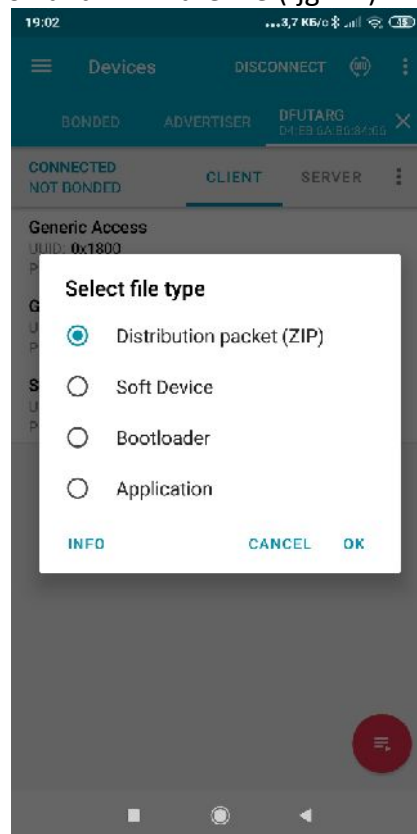 19:02
...3,7 КБ/с
Devices
DISCONNECT
BONDED
ADVERTISER
DFUTARG
CONNECTED
NOT BONDED
CLIENT
SERVER
Generic Access
UUID: 0x1800
P
G
U
P
S
U
P
Select file type
Distribution packet (ZIP)
Soft Device
Bootloader
Application
INFO
CANCEL
OK